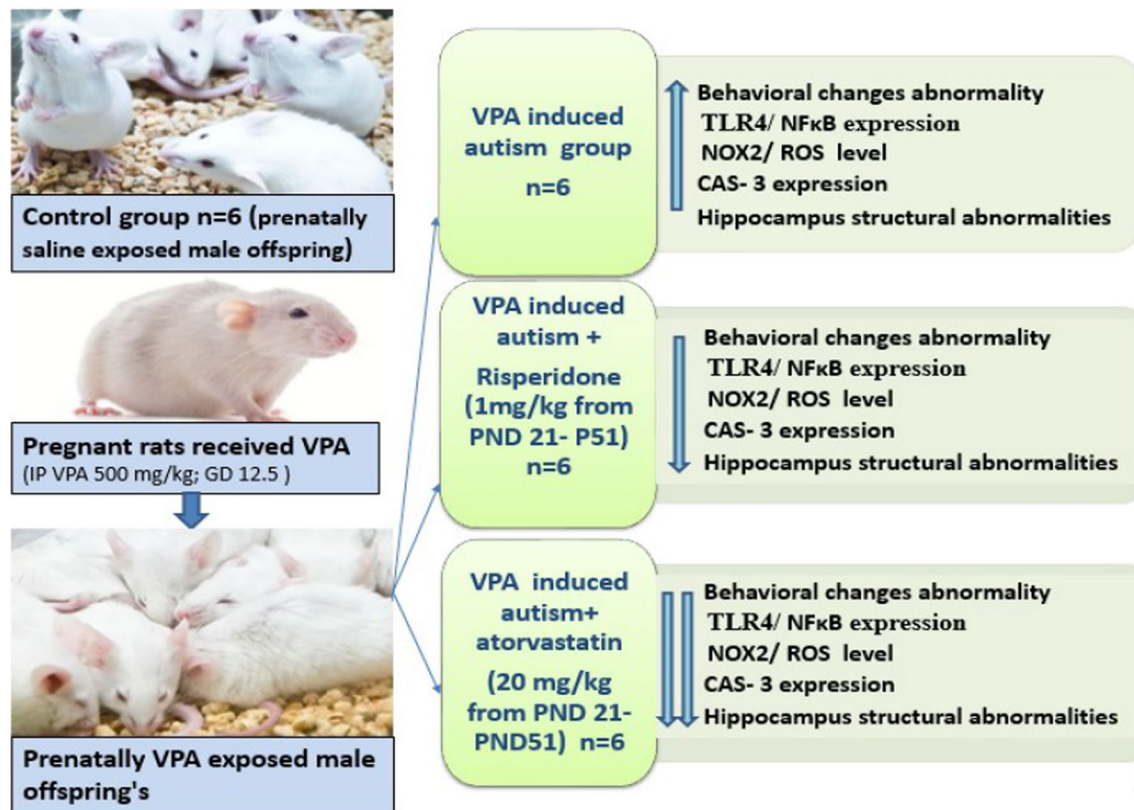 Control group n=6 (prenatally
saline exposed male offspring)
Pregnant rats received VPA
(IP VPA 500 mg/kg; GD 12.5 )
Prenatally VPA exposed male
offspring's
VPA induced
autism group
n=6
Behavioral changes abnormality
TLR4/ NFκB expression
NOX2/ ROS level
CAS- 3 expression
Hippocampus structural abnormalities
VPA induced
autism +
Risperidone
(1mg/kg from
PND 21- P51)
n=6
Behavioral changes abnormality
TLR4/ NFκB expression
NOX2/ ROS level
CAS- 3 expression
Hippocampus structural abnormalities
VPA induced
autism+
atorvastatin
(20 mg/kg
from PND 21-
PND51) n=6
Behavioral changes abnormality
TLR4/ NFκB expression
NOX2/ ROS level
CAS- 3 expression
Hippocampus structural abnormalities